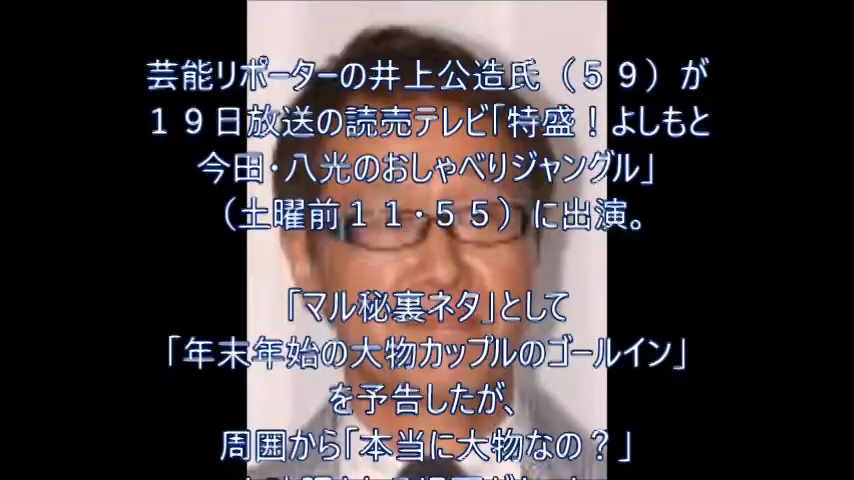 芸能リポーターの井上公造氏（５９）が
１９日放送の読売テレビ「特盛！よしもと
今田・八光のおしゃべりジャングル」
（土曜前１１・５５）に出演。
「マル秘裏ネタ」として
「年末年始の大物カップルのゴールイン」
を予告したが、
周囲から「本当に大物なの？」